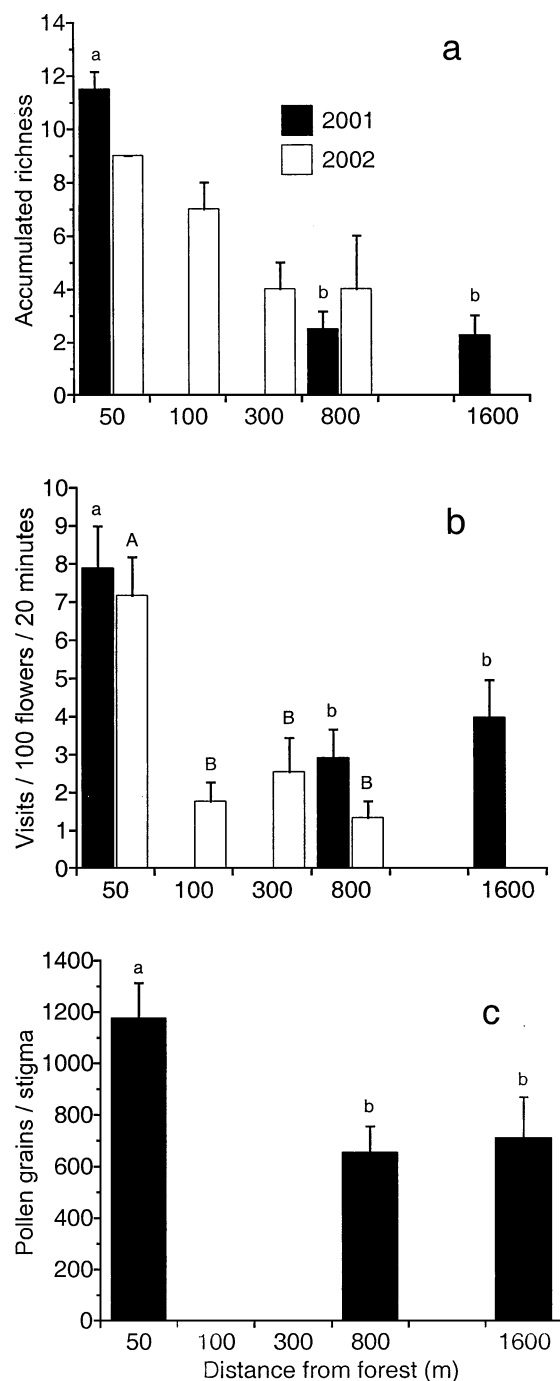 a
14
12
10
8
6
4
2
0
Accumulated richness
a
b
b
2001
2002
50 100 300 800 1600
b
10
9
8
7
6
5
4
3
2
1
0
Visits / 100 flowers / 20 minutes
a
A
B
B
b
B
b
50 100 300 800 1600
c
1400
1200
1000
800
600
400
200
0
Pollen grains / stigma
a
b
b
50 100 300 800 1600
Distance from forest (m)